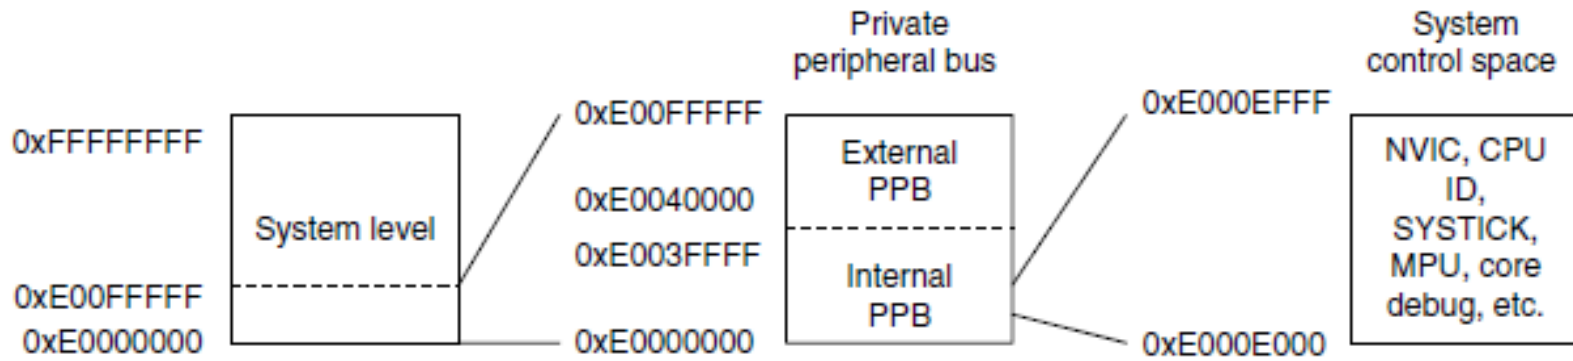 Private
peripheral bus
System
control space
0xFFFFFFFF
System level
0xE00FFFFF
0xE0000000
0xE00FFFFF
0xE0040000
0xE003FFFF
0xE0000000
External
PPB
Internal
PPB
0xE000EFFF
0xE000E000
NVIC, CPU
ID,
SYSTICK,
MPU, core
debug, etc.